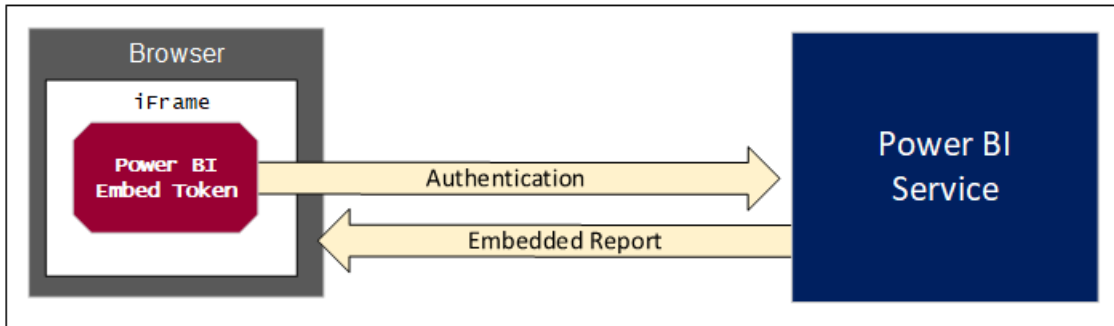 Browser
iFrame
Power BI
Embed Token
Authentication
Embedded Report
Power BI
Service